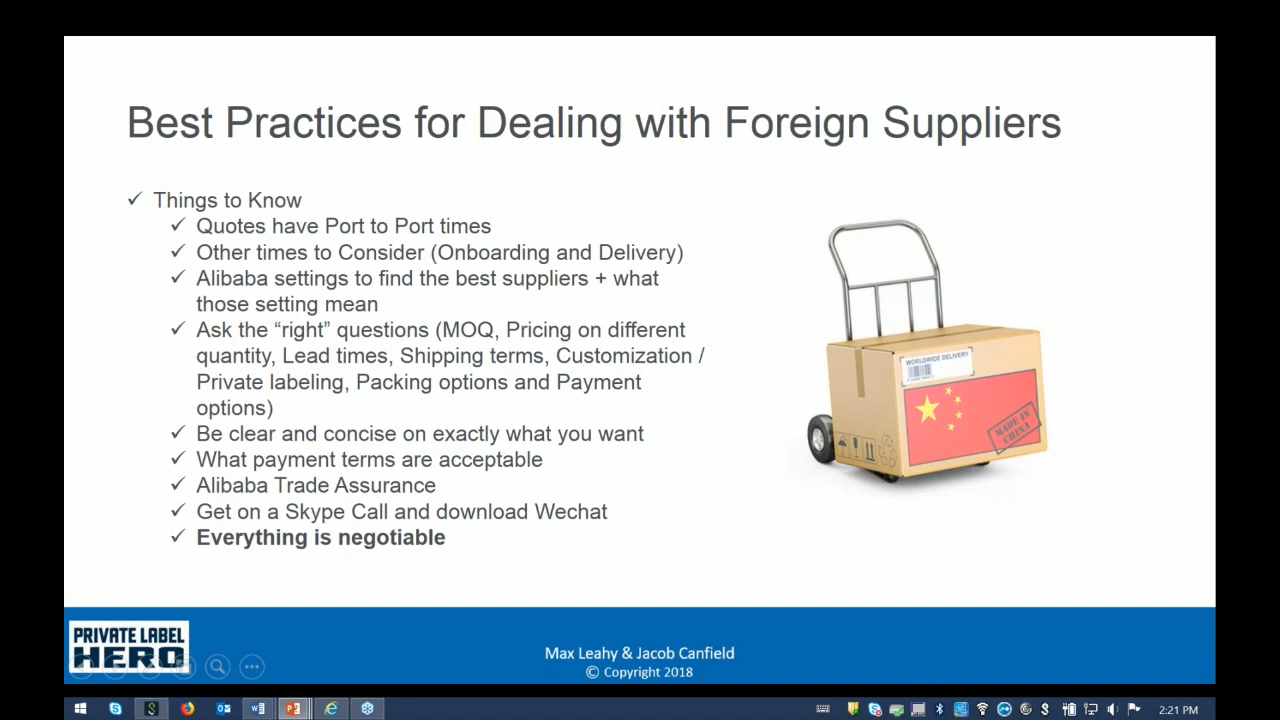 Best Practices for Dealing with Foreign Suppliers
Things to Know
Quotes have Port to Port times
Other times to Consider (Onboarding and Delivery)
Alibaba settings to find the best suppliers + what
those setting mean
Ask the “right” questions (MOQ, Pricing on different
quantity, Lead times, Shipping terms, Customization /
Private labeling, Packing options and Payment
options)
Be clear and concise on exactly what you want
What payment terms are acceptable
Alibaba Trade Assurance
Get on a Skype Call and download Wechat
Everything is negotiable
WORLDWIDE DELIVERY
MADE IN
CHINA
PRIVATE LABEL
HERO
Max Leahy & Jacob Canfield
© Copyright 2018
2:21 PM